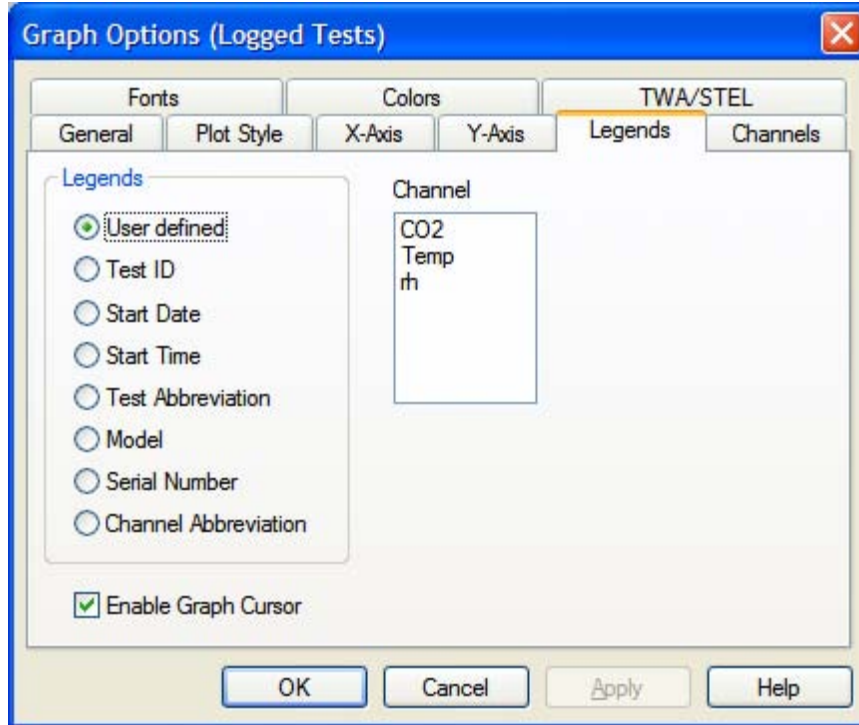 Graph Options (Logged Tests)
Fonts Colors TWA/STEL
General Plot Style X-Axis Y-Axis Legends Channels
Legends
User defined
Test ID
Start Date
Start Time
Test Abbreviation
Model
Serial Number
Channel Abbreviation
Enable Graph Cursor
Channel
CO2
Temp
rh
OK Cancel Apply Help